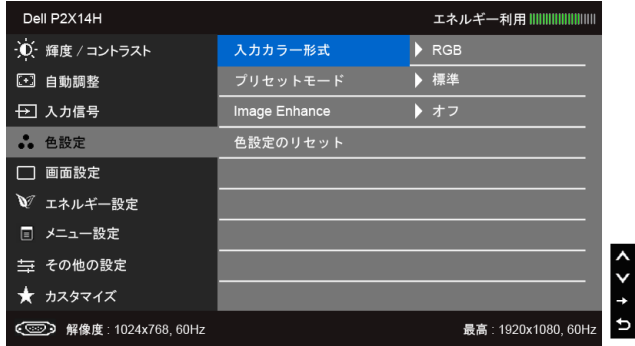 Dell P2X14H エネルギー利用
輝度 / コントラスト 入力カラー形式 RGB
自動調整 プリセットモード 標準
入力信号 Image Enhance オフ
色設定 色設定のリセット
画面設定
エネルギー設定
メニュー設定
その他の設定
カスタマイズ
解像度 : 1024x768, 60Hz 最高 : 1920x1080, 60Hz